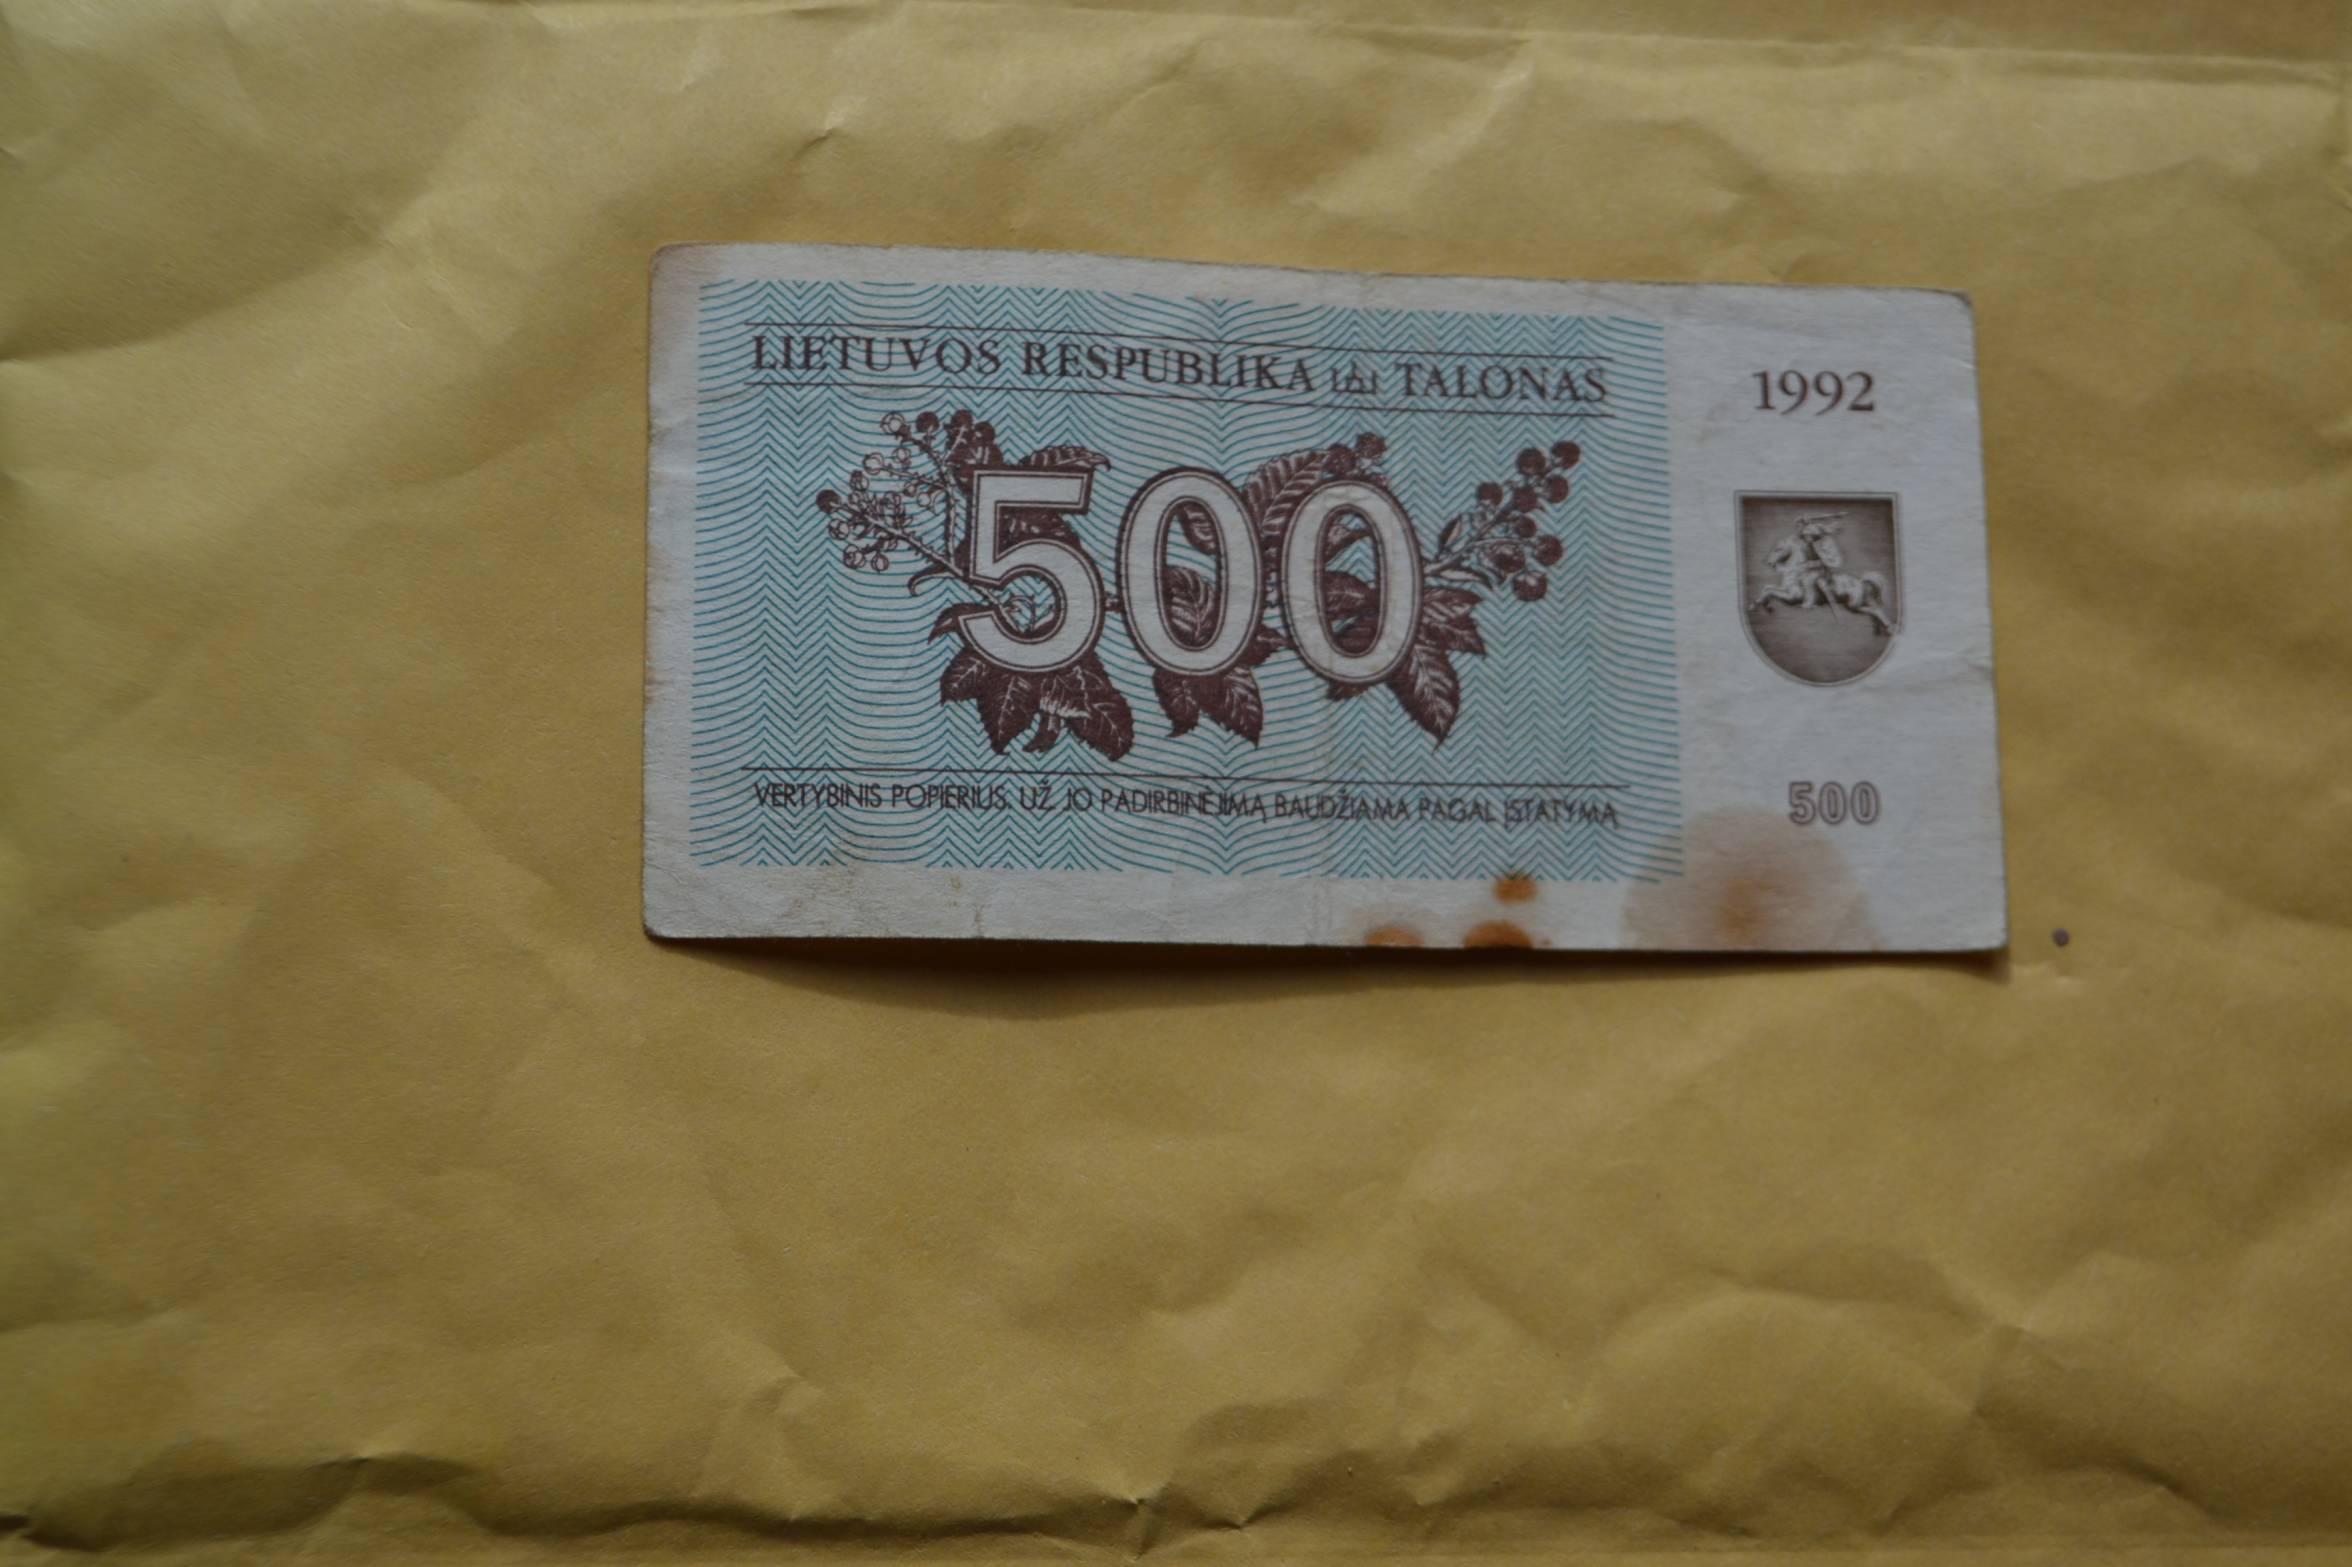 LIETUVOS RESPUBLIKA TALONAS
1992
500
VERTYBINIS POPIERIUS. UŽ JO PADIRBINĖJIMĄ BAUDŽIAMA PAGAL ĮSTATYMĄ
500